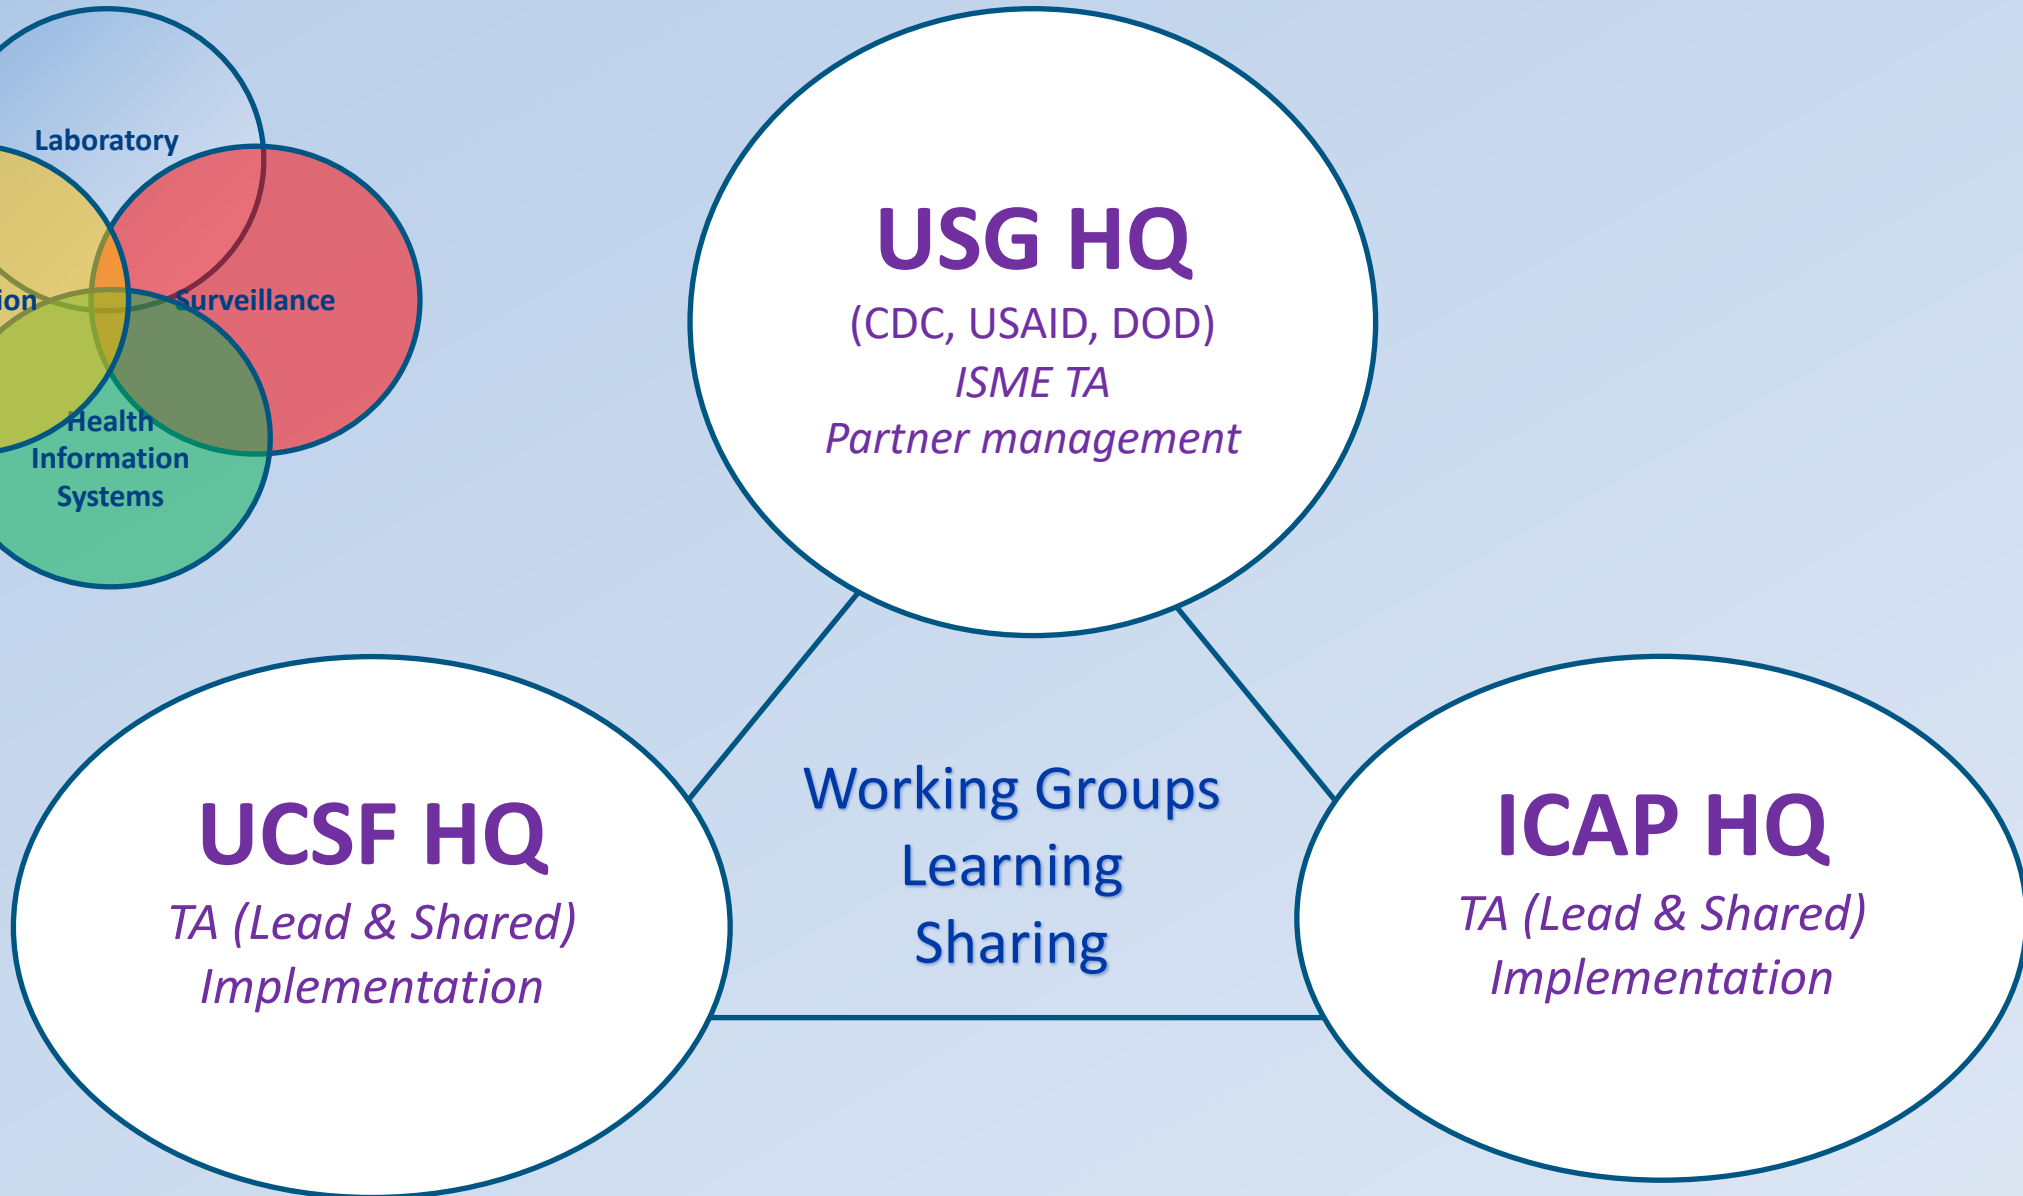 Laboratory
ion
Surveillance
Health
Information
Systems
USG HQ
(CDC, USAID, DOD)
ISME TA
Partner management
UCSF HQ
TA (Lead & Shared)
Implementation
Working Groups
Learning
Sharing
ICAP HQ
TA (Lead & Shared)
Implementation